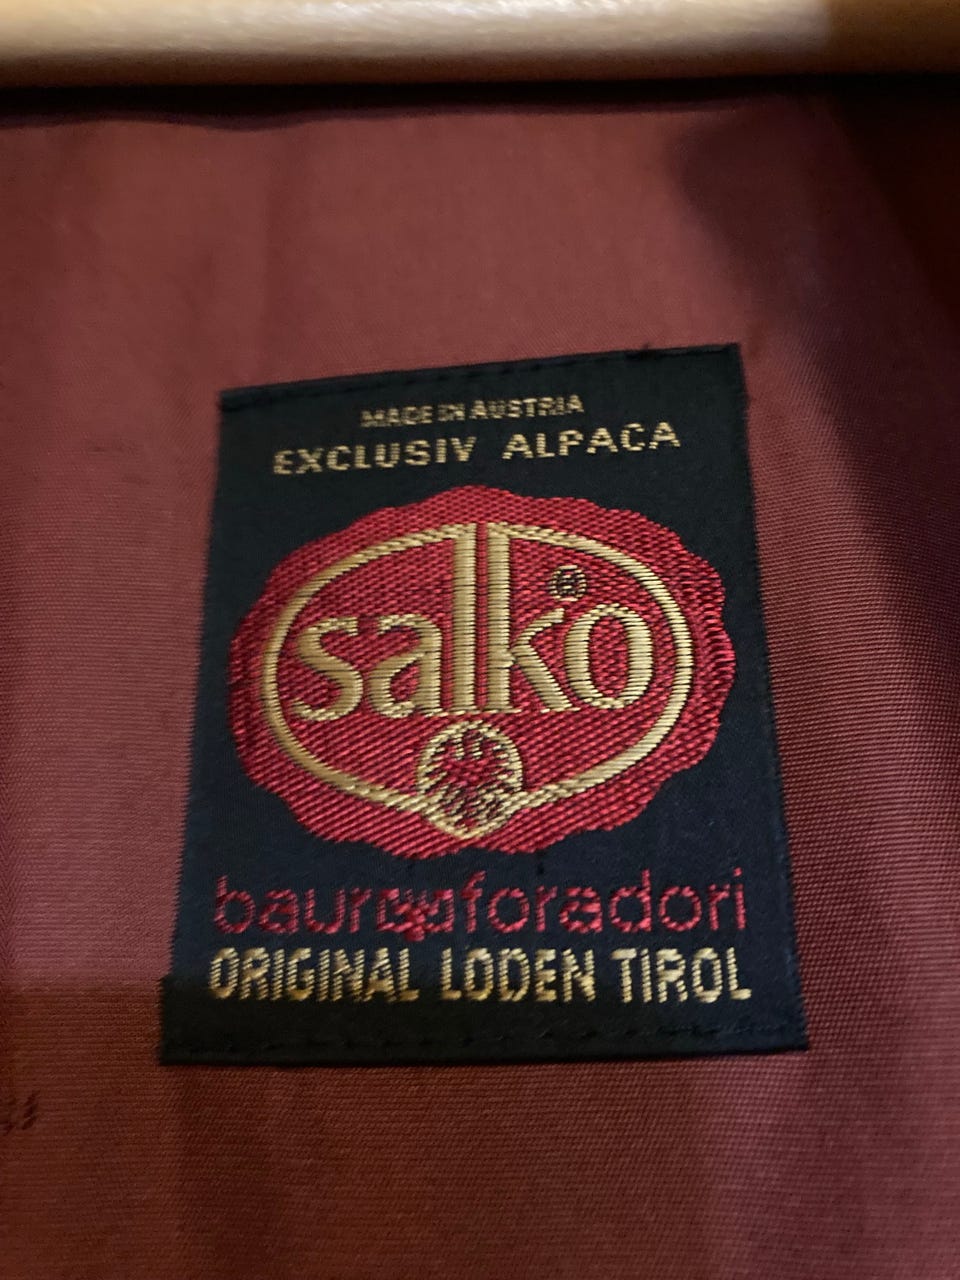 MADE IN AUSTRIA
EXCLUSIV ALPACA
salko
baur foradori
ORIGINAL LODEN TIROL